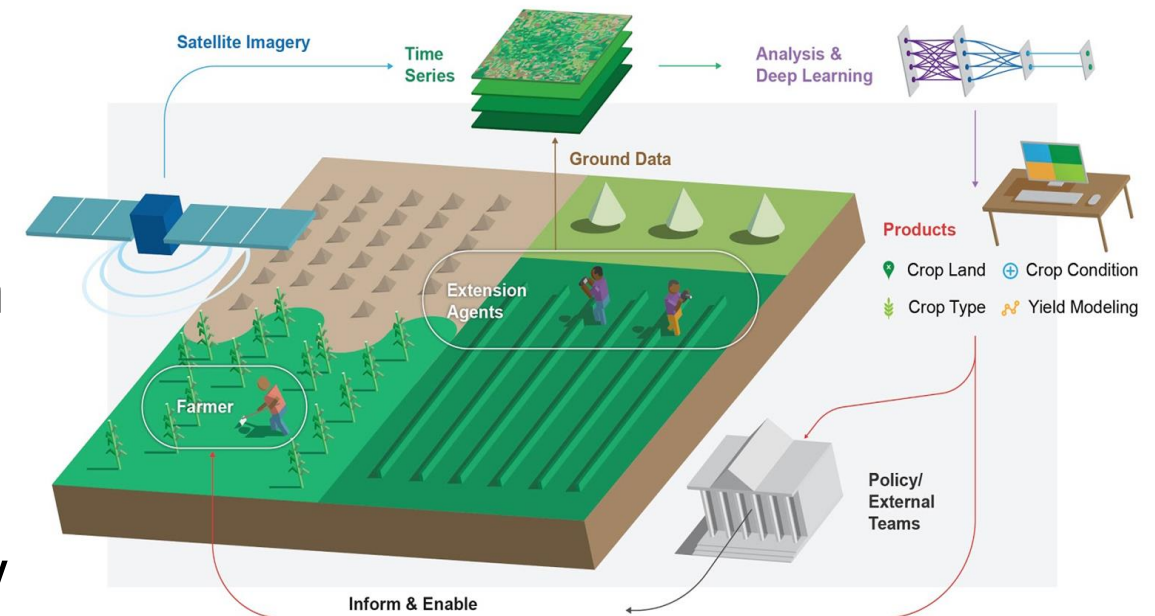 Satellite Imagery
Time
Series
Analysis &
Deep Learning
Ground Data
Products
Crop Land
Crop Condition
Crop Type
Yield Modeling
Extension
Agents
Farmer
Policy/
External
Teams
Inform & Enable